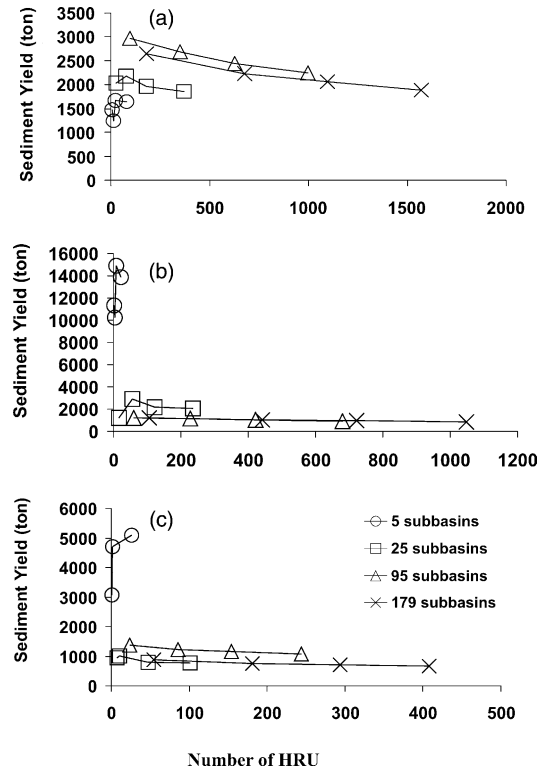 (a)
Sediment Yield (ton)
3500
3000
2500
2000
1500
1000
500
0
0 500 1000 1500 2000
(b)
Sediment Yield (ton)
16000
14000
12000
10000
8000
6000
4000
2000
0
0 200 400 600 800 1000 1200
(c)
Sediment Yield (ton)
6000
5000
4000
3000
2000
1000
0
5 subbasins
25 subbasins
95 subbasins
179 subbasins
0 100 200 300 400 500
Number of HRU